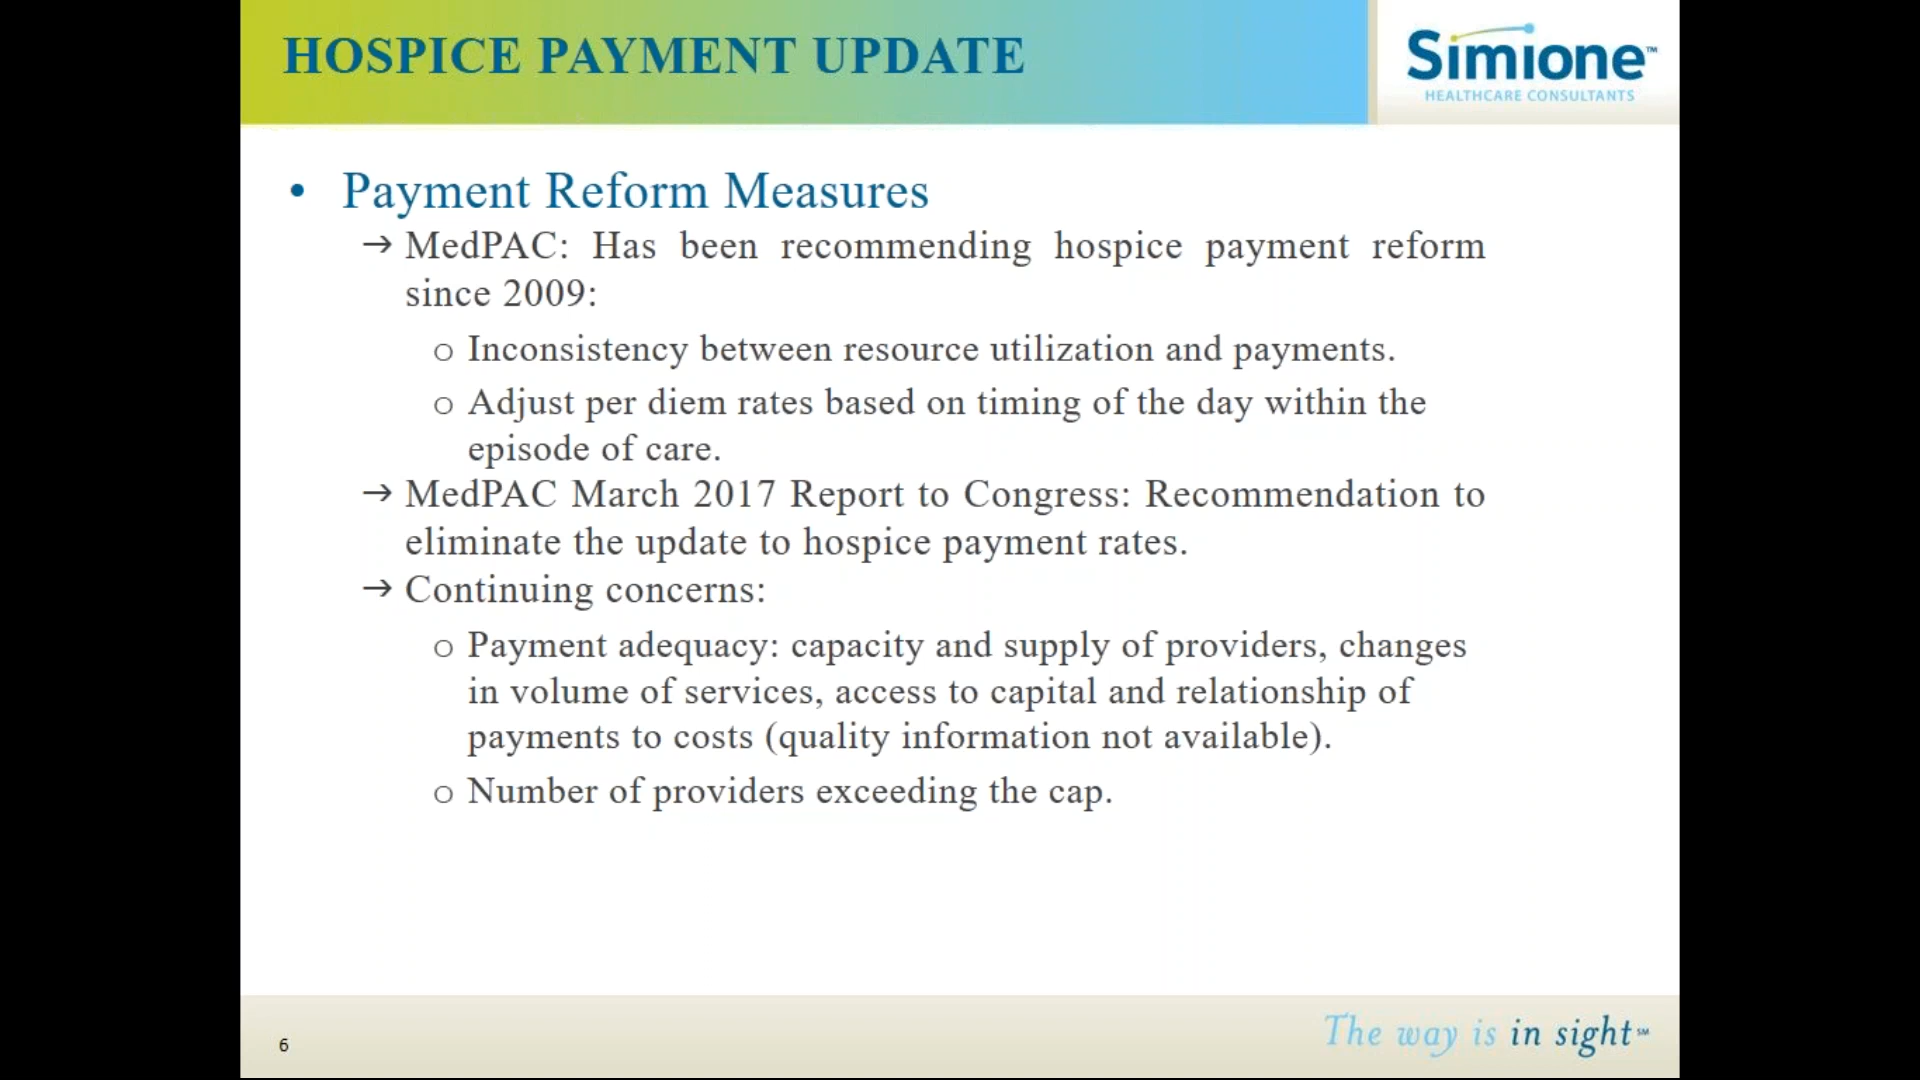 HOSPICE PAYMENT UPDATE
Simione™
HEALTHCARE CONSULTANTS
• Payment Reform Measures
→ MedPAC: Has been recommending hospice payment reform
since 2009:
o Inconsistency between resource utilization and payments.
o Adjust per diem rates based on timing of the day within the
episode of care.
→ MedPAC March 2017 Report to Congress: Recommendation to
eliminate the update to hospice payment rates.
→ Continuing concerns:
o Payment adequacy: capacity and supply of providers, changes
in volume of services, access to capital and relationship of
payments to costs (quality information not available).
o Number of providers exceeding the cap.
The way is in sight℠
6